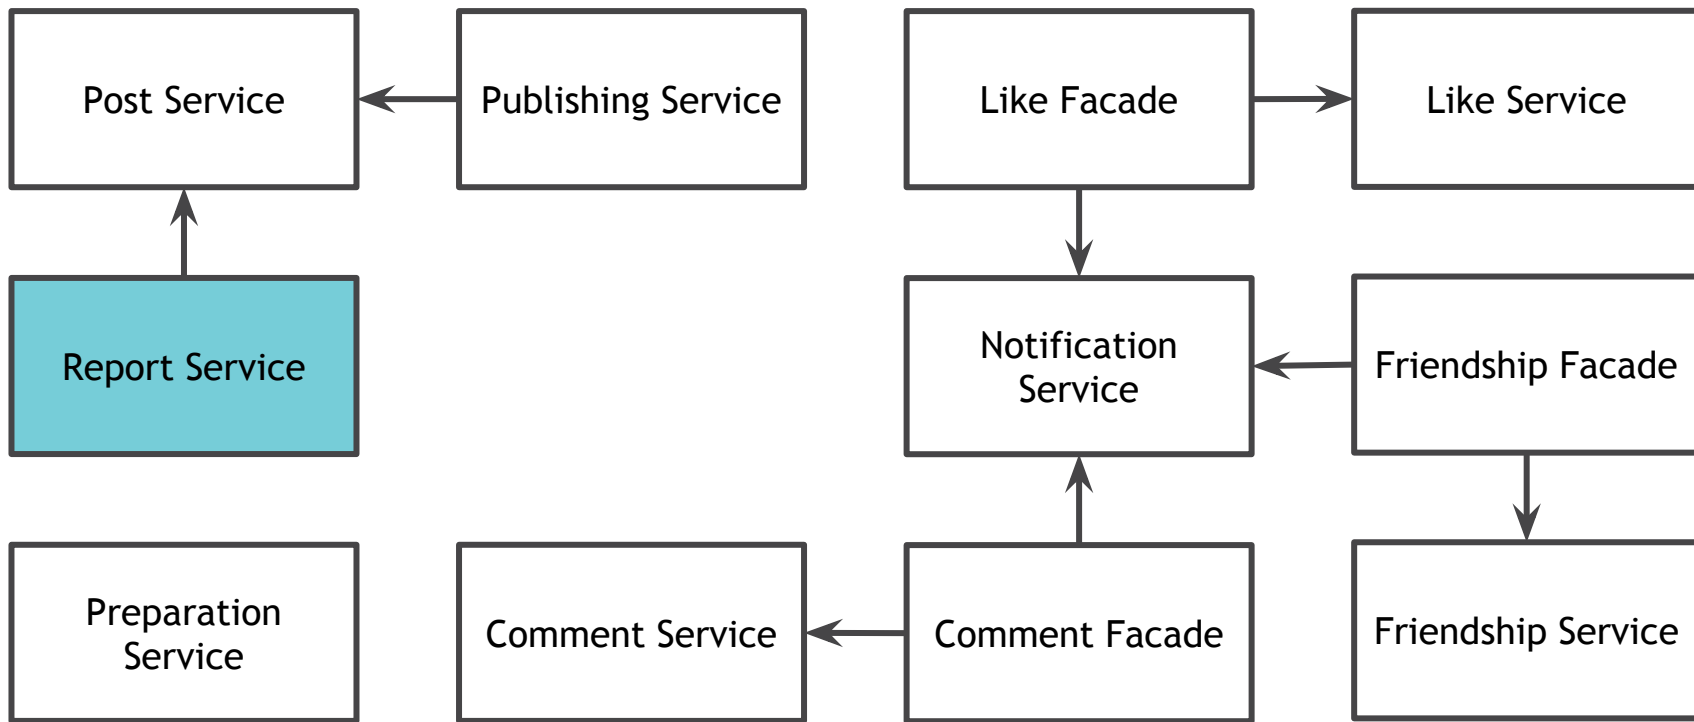 Post Service
Publishing Service
Like Facade
Like Service
Report Service
Notification
Service
Friendship Facade
Preparation
Service
Comment Service
Comment Facade
Friendship Service